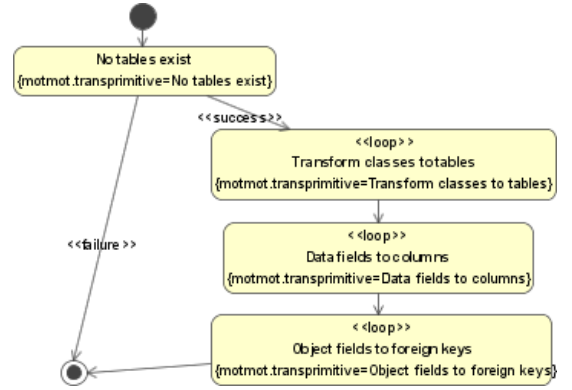 No tables exist
{motmot.transprimitive=No tables exist}
<<success>>
<<loop>>
Transform classes to tables
{motmot.transprimitive=Transform classes to tables}
<<loop>>
Data fields to columns
{motmot.transprimitive=Data fields to columns}
<<failure>>
<<loop>>
Object fields to foreign keys
{motmot.transprimitive=Object fields to foreign keys}